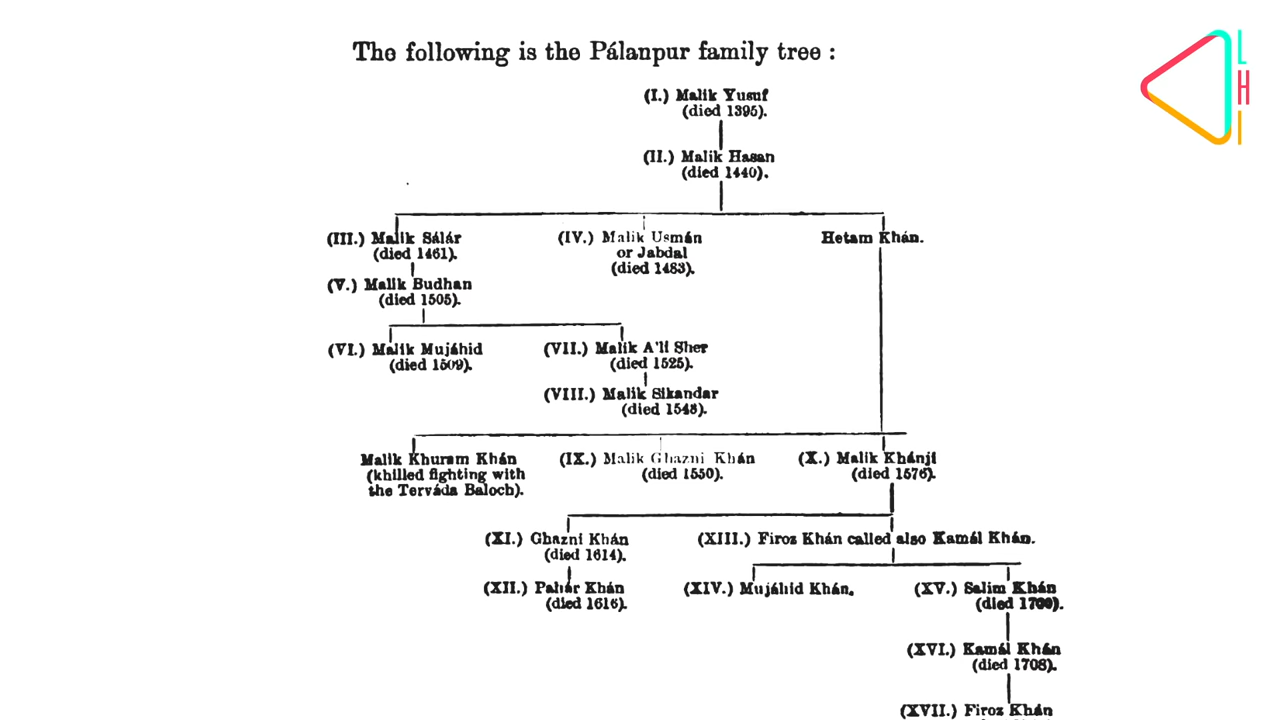 The following is the Pálanpur family tree :
L
H
I
(I.) Malik Yusuf
(died 1395).
(II.) Malik Hasan
(died 1440).
(III.) Malik Sálár
(died 1461).
(IV.) Malik Usmán
or Jabdal
(died 1483).
Hetam Khán.
(V.) Malik Budhan
(died 1505).
(VI.) Malik Mujáhid
(died 1509).
(VII.) Malik A'li Sher
(died 1525).
(VIII.) Malik Sikandar
(died 1548).
Malik Khuram Khán
(khilled fighting with
the Terváda Baloch).
(IX.) Malik Ghazni Khán
(died 1550).
(X.) Malik Khánji
(died 1576).
(XI.) Ghazni Khán
(died 1614).
(XIII.) Firoz Khán called also Kamál Khán.
(XII.) Pahár Khán
(died 1616).
(XIV.) Mujáhid Khán.
(XV.) Salim Khán
(died 1700).
(XVI.) Kamál Khán
(died 1708).
(XVII.) Firoz Khán